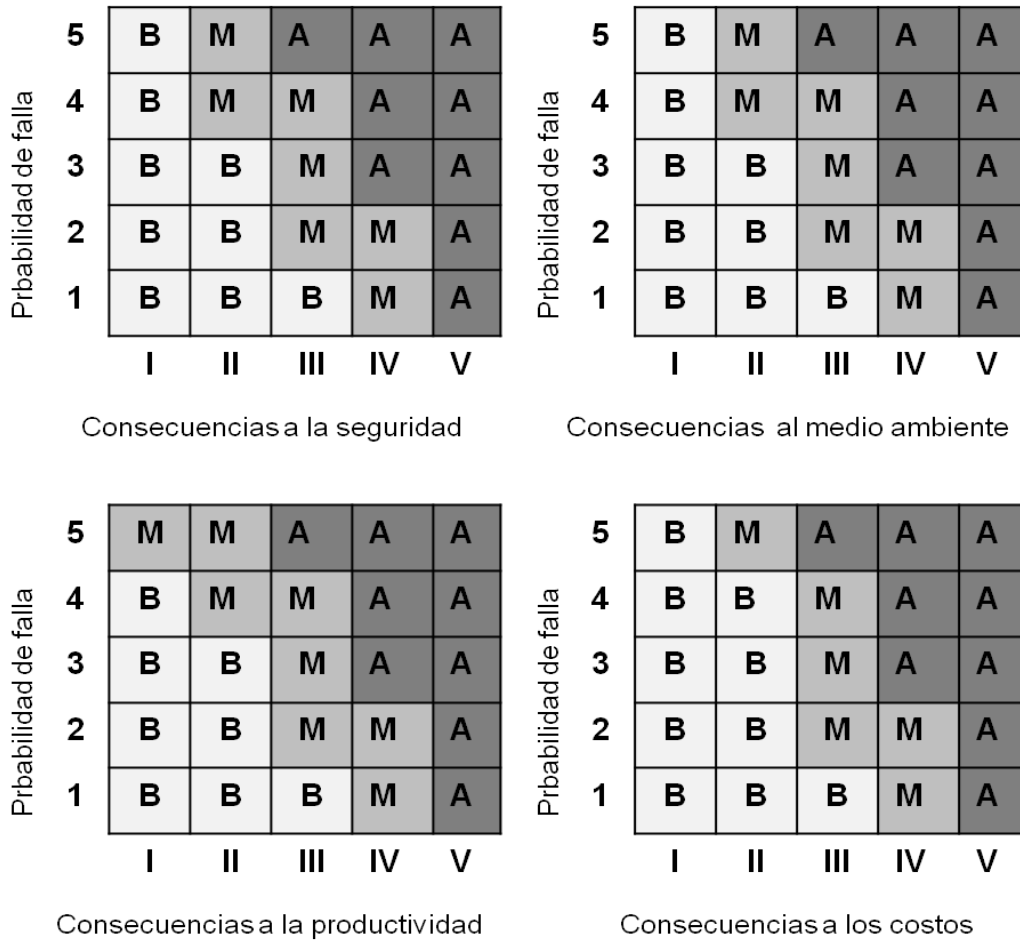 5 B M A A A
4 B M M A A
3 B B M A A
2 B B M M A
1 B B B M A
I II III IV V
Prbabilidad de falla
Consecuencias a la seguridad
5 B M A A A
4 B M M A A
3 B B M A A
2 B B M M A
1 B B B M A
I II III IV V
Prbabilidad de falla
Consecuencias al medio ambiente
5 M M A A A
4 B M M A A
3 B B M A A
2 B B M M A
1 B B B M A
I II III IV V
Prbabilidad de falla
Consecuencias a la productividad
5 B M A A A
4 B B M A A
3 B B M A A
2 B B M M A
1 B B B M A
I II III IV V
Prbabilidad de falla
Consecuencias a los costos